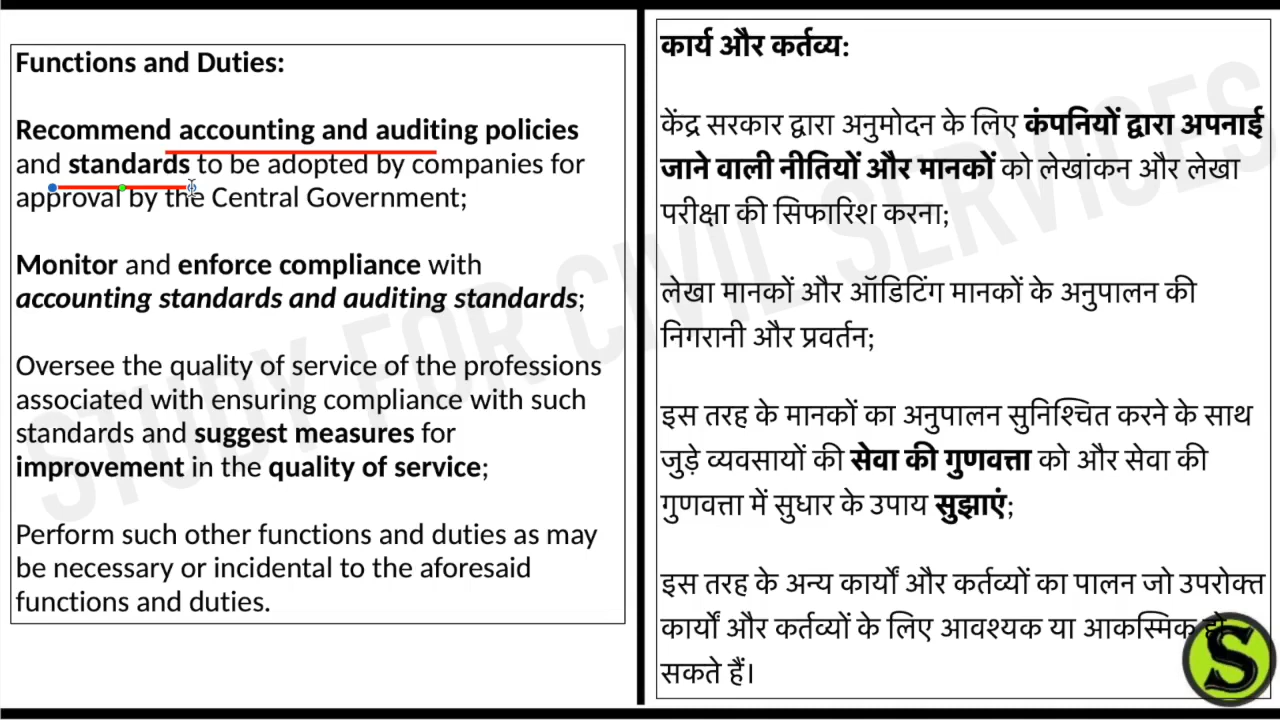 Functions and Duties:
Recommend accounting and auditing policies
and standards to be adopted by companies for
approval by the Central Government;
Monitor and enforce compliance with
accounting standards and auditing standards;
Oversee the quality of service of the professions
associated with ensuring compliance with such
standards and suggest measures for
improvement in the quality of service;
Perform such other functions and duties as may
be necessary or incidental to the aforesaid
functions and duties.
कार्य और कर्तव्य:
केंद्र सरकार द्वारा अनुमोदन के लिए कंपनियों द्वारा अपनाई
जाने वाली नीतियों और मानकों को लेखांकन और लेखा
परीक्षा की सिफारिश करना;
लेखा मानकों और ऑडिटिंग मानकों के अनुपालन की
निगरानी और प्रवर्तन;
इस तरह के मानकों का अनुपालन सुनिश्चित करने के साथ
जुड़े व्यवसायों की सेवा की गुणवत्ता को और सेवा की
गुणवत्ता में सुधार के उपाय सुझाएं;
इस तरह के अन्य कार्यों और कर्तव्यों का पालन जो उपरोक्त
कार्यों और कर्तव्यों के लिए आवश्यक या आकस्मिक हो
सकते हैं।
STUDY FOR CIVIL SERVICES
S